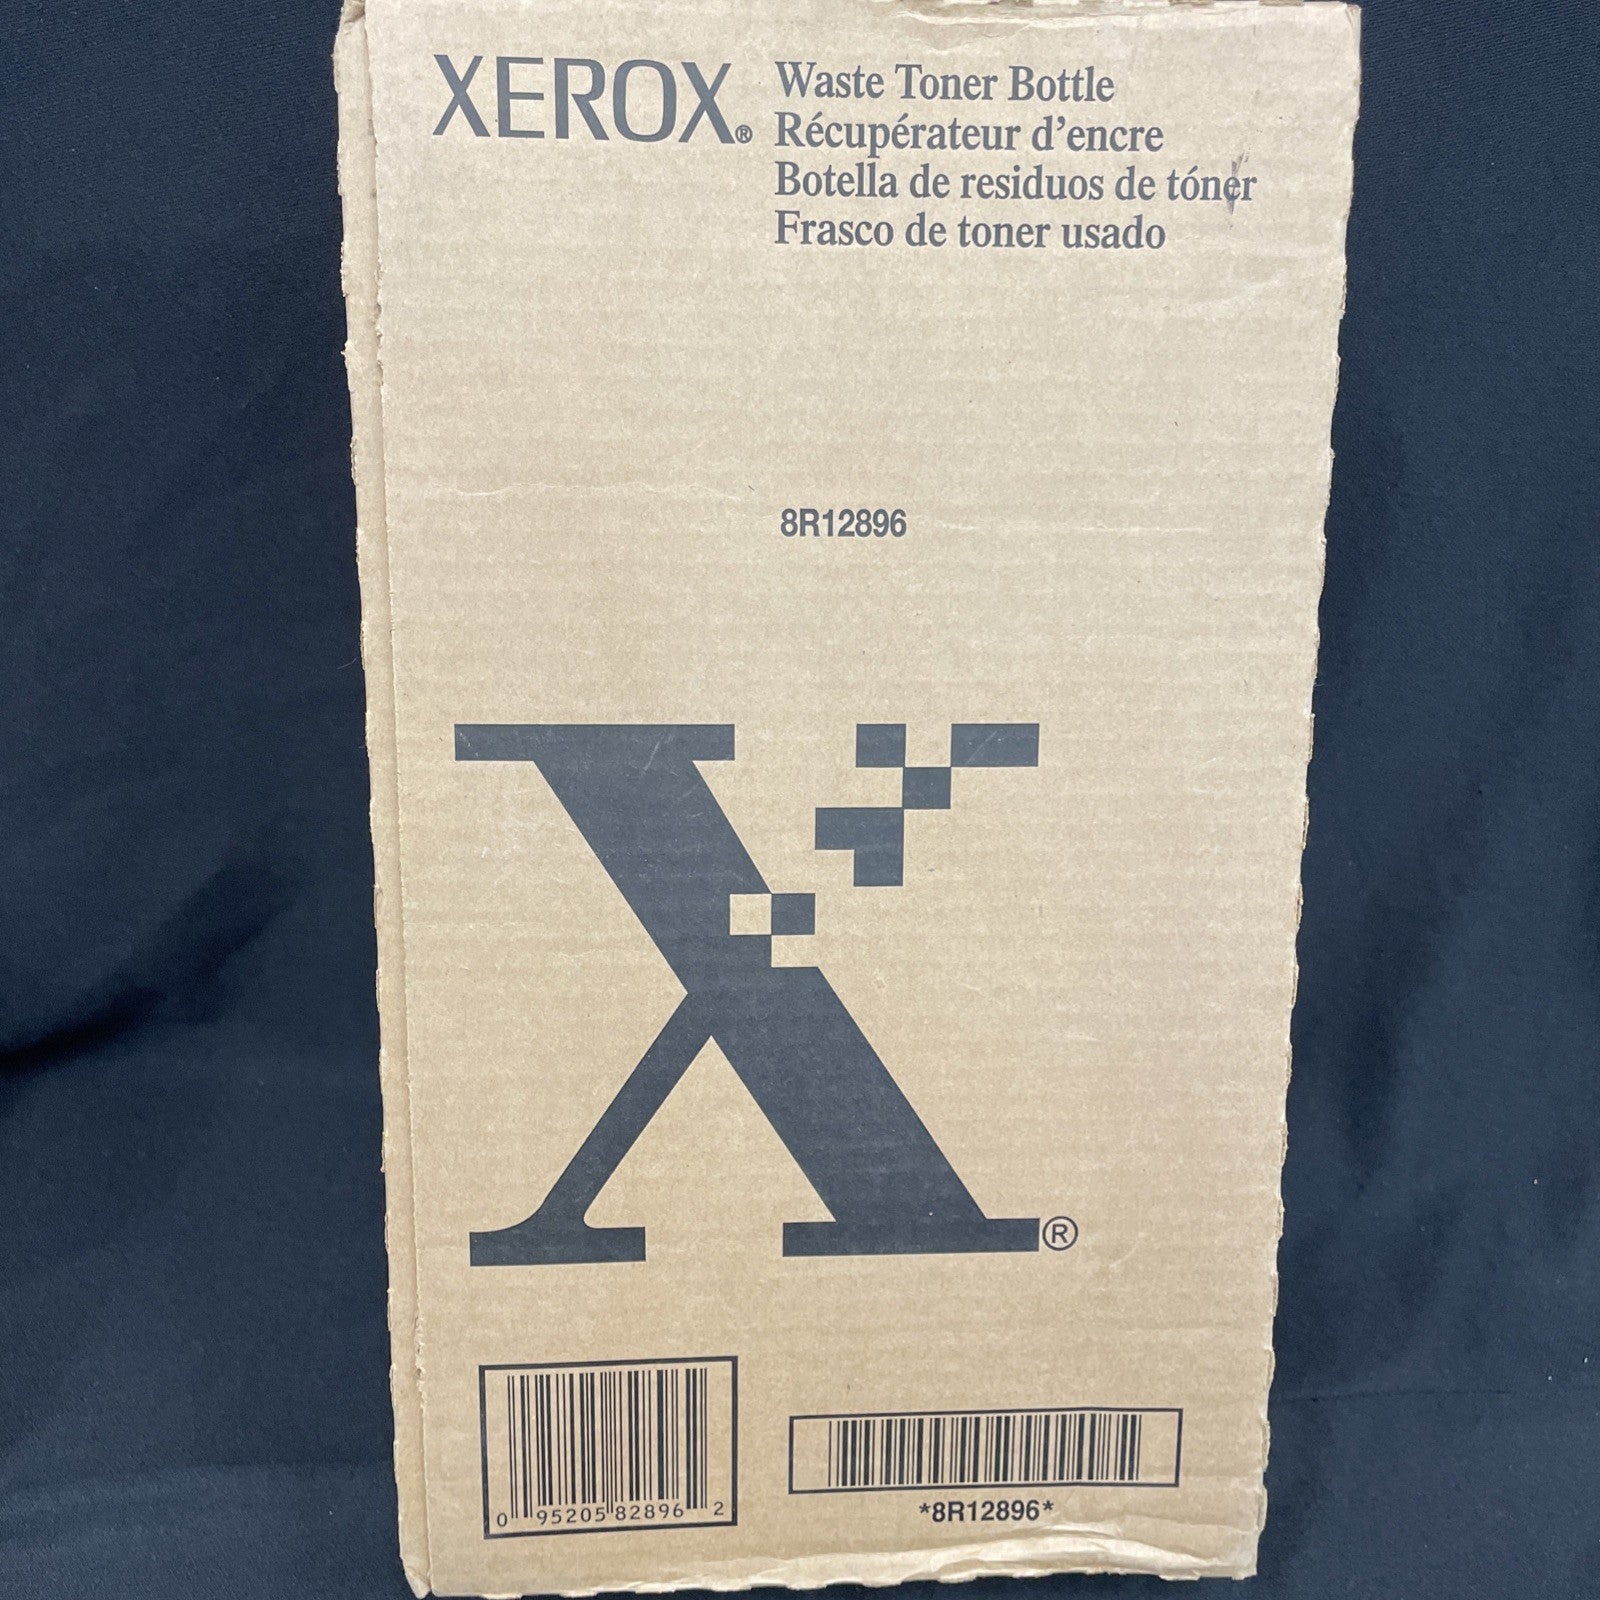 XEROX®
Waste Toner Bottle
Récupérateur d'encre
Botella de residuos de tóner
Frasco de toner usado
8R12896
X®
0 95205 82896 2
*8R12896*